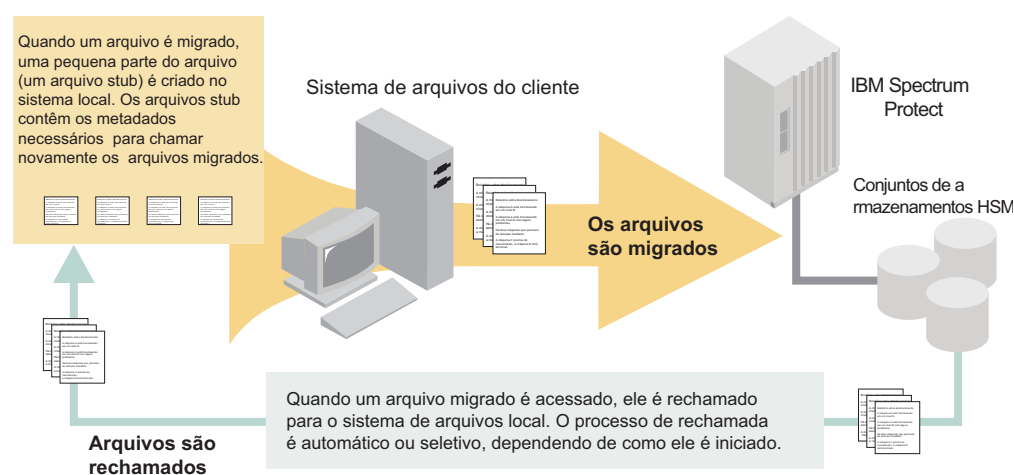 Quando um arquivo é migrado,
uma pequena parte do arquivo
(um arquivo stub) é criado no
sistema local. Os arquivos stub
contêm os metadados
necessários para chamar
novamente os arquivos migrados.
Sistema de arquivos do cliente
IBM Spectrum
Protect
Conjuntos de a
rmazenamentos HSM
Os arquivos
são migrados
Quando um arquivo migrado é acessado, ele é rechamado
para o sistema de arquivos local. O processo de rechamada
é automático ou seletivo, dependendo de como ele é iniciado.
Arquivos são
rechamados